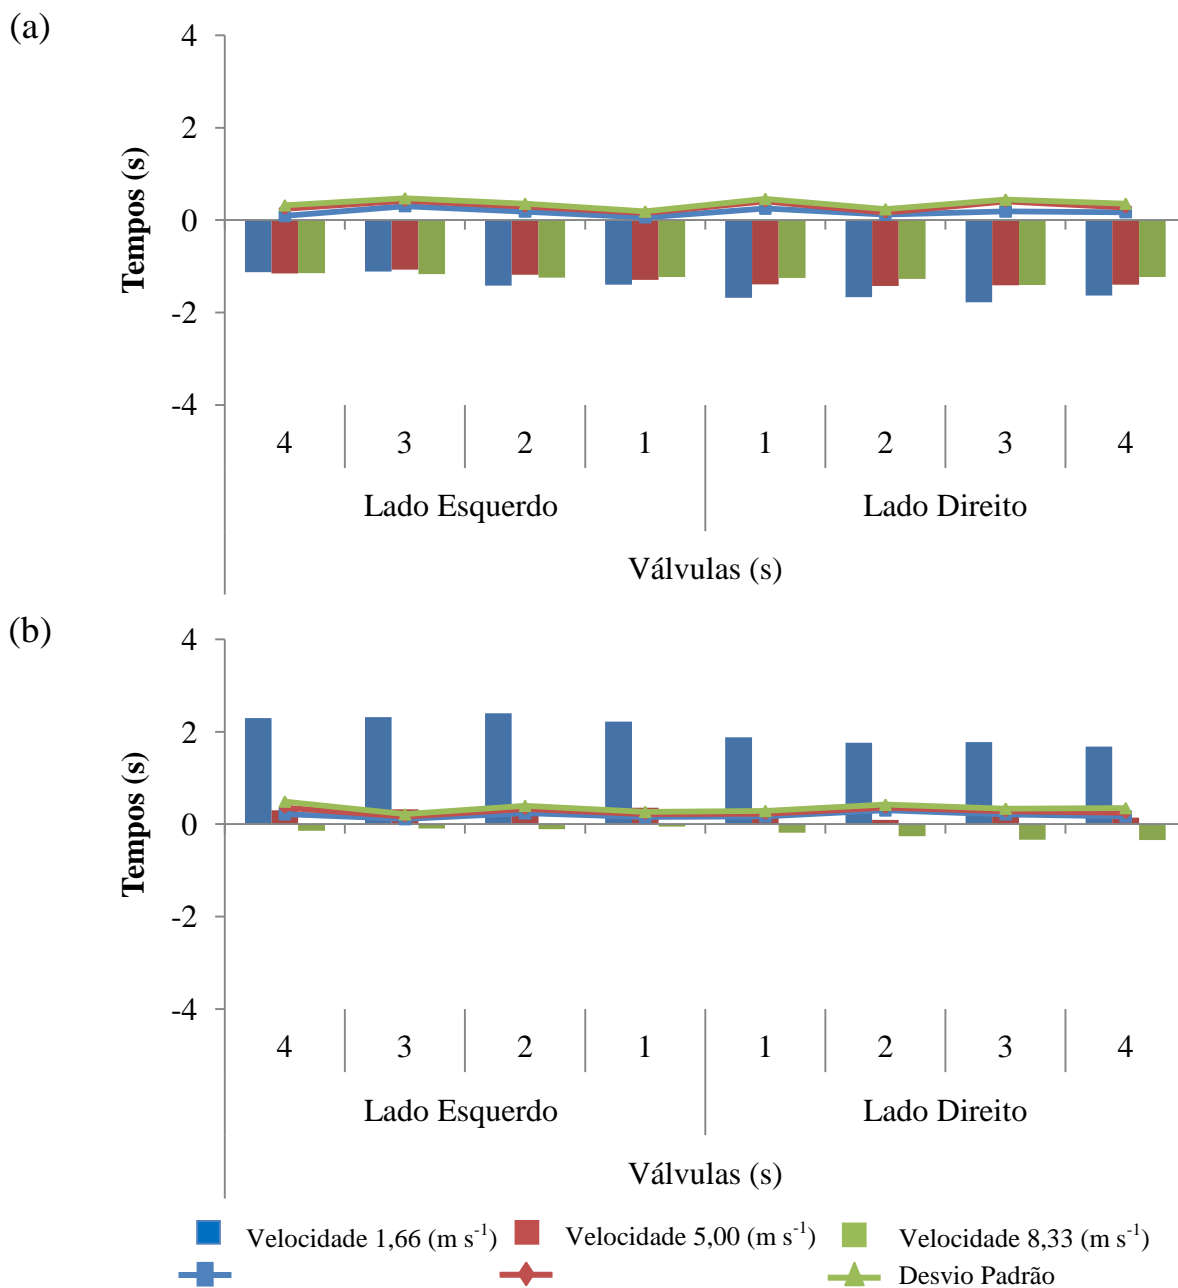 (a)
4
2
0
-2
-4
Tempos (s)
4 3 2 1 1 2 3 4
Lado Esquerdo Lado Direito
Válvulas (s)
(b)
4
2
0
-2
-4
Tempos (s)
4 3 2 1 1 2 3 4
Lado Esquerdo Lado Direito
Válvulas (s)
Velocidade 1,66 (m s⁻¹) Velocidade 5,00 (m s⁻¹) Velocidade 8,33 (m s⁻¹)
Desvio Padrão